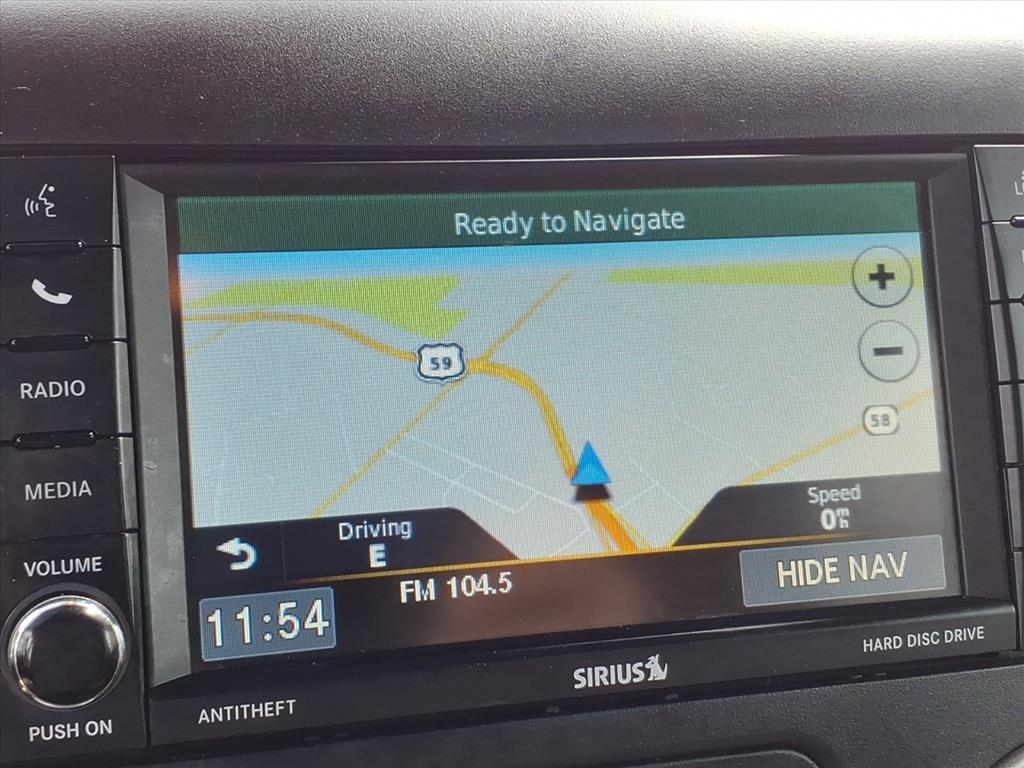 Ready to Navigate
59
58
RADIO
MEDIA
Driving
E
Speed
0 mh
VOLUME
FM 104.5
HIDE NAV
11:54
SIRIUS
HARD DISC DRIVE
ANTITHEFT
PUSH ON